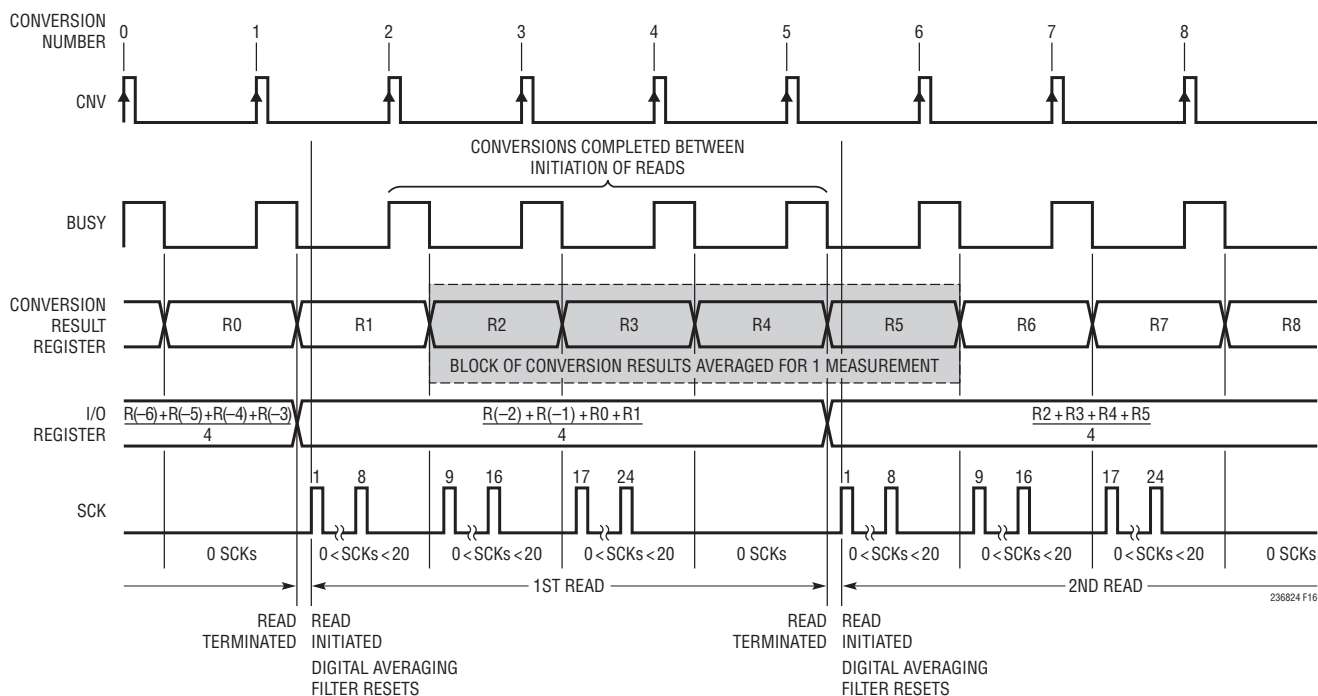 CONVERSION
NUMBER
0 1 2 3 4 5 6 7 8
CNV
CONVERSIONS COMPLETED BETWEEN
INITIATION OF READS
BUSY
CONVERSION
RESULT
REGISTER
R0 R1 R2 R3 R4 R5 R6 R7 R8
BLOCK OF CONVERSION RESULTS AVERAGED FOR 1 MEASUREMENT
I/O
REGISTER
R(–6)+R(–5)+R(–4)+R(–3) R(–2)+R(–1)+R0+R1 R2+R3+R4+R5
4 4 4
SCK
1 8 9 16 17 24 1 8 9 16 17 24
0 SCKs 0<SCKs<20 0<SCKs<20 0<SCKs<20 0 SCKs 0<SCKs<20 0<SCKs<20 0<SCKs<20 0 SCKs
1ST READ 2ND READ
236824 F16
READ
TERMINATED
READ
INITIATED
DIGITAL AVERAGING
FILTER RESETS
READ
TERMINATED
READ
INITIATED
DIGITAL AVERAGING
FILTER RESETS